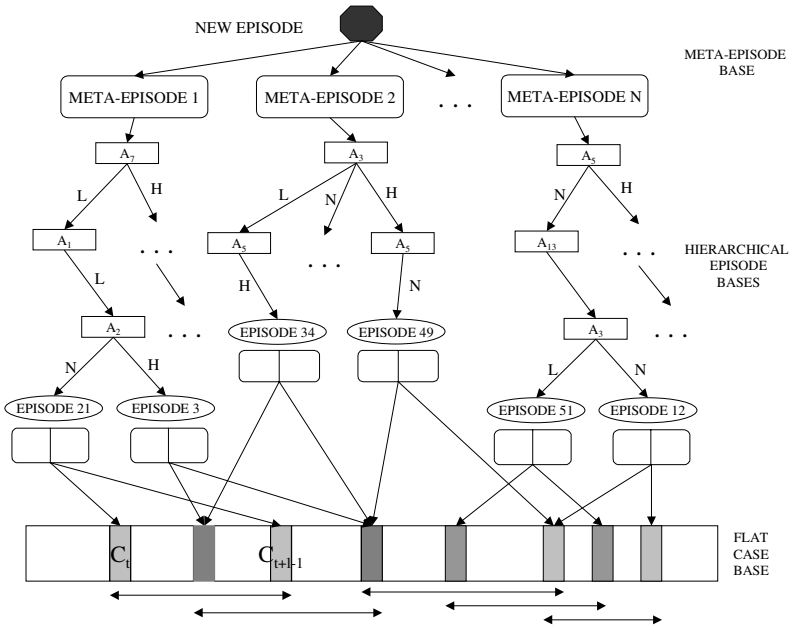 NEW EPISODE
META-EPISODE
BASE
META-EPISODE 1
META-EPISODE 2
. . .
META-EPISODE N
A7
A3
A5
L
H
L
N
H
N
H
A1
. . .
A5
. . .
A5
A13
. . .
HIERARCHICAL
EPISODE
BASES
L
H
N
A2
. . .
EPISODE 34
EPISODE 49
A3
. . .
N
H
L
N
EPISODE 21
EPISODE 3
EPISODE 51
EPISODE 12
Ct
Ct+l-1
FLAT
CASE
BASE